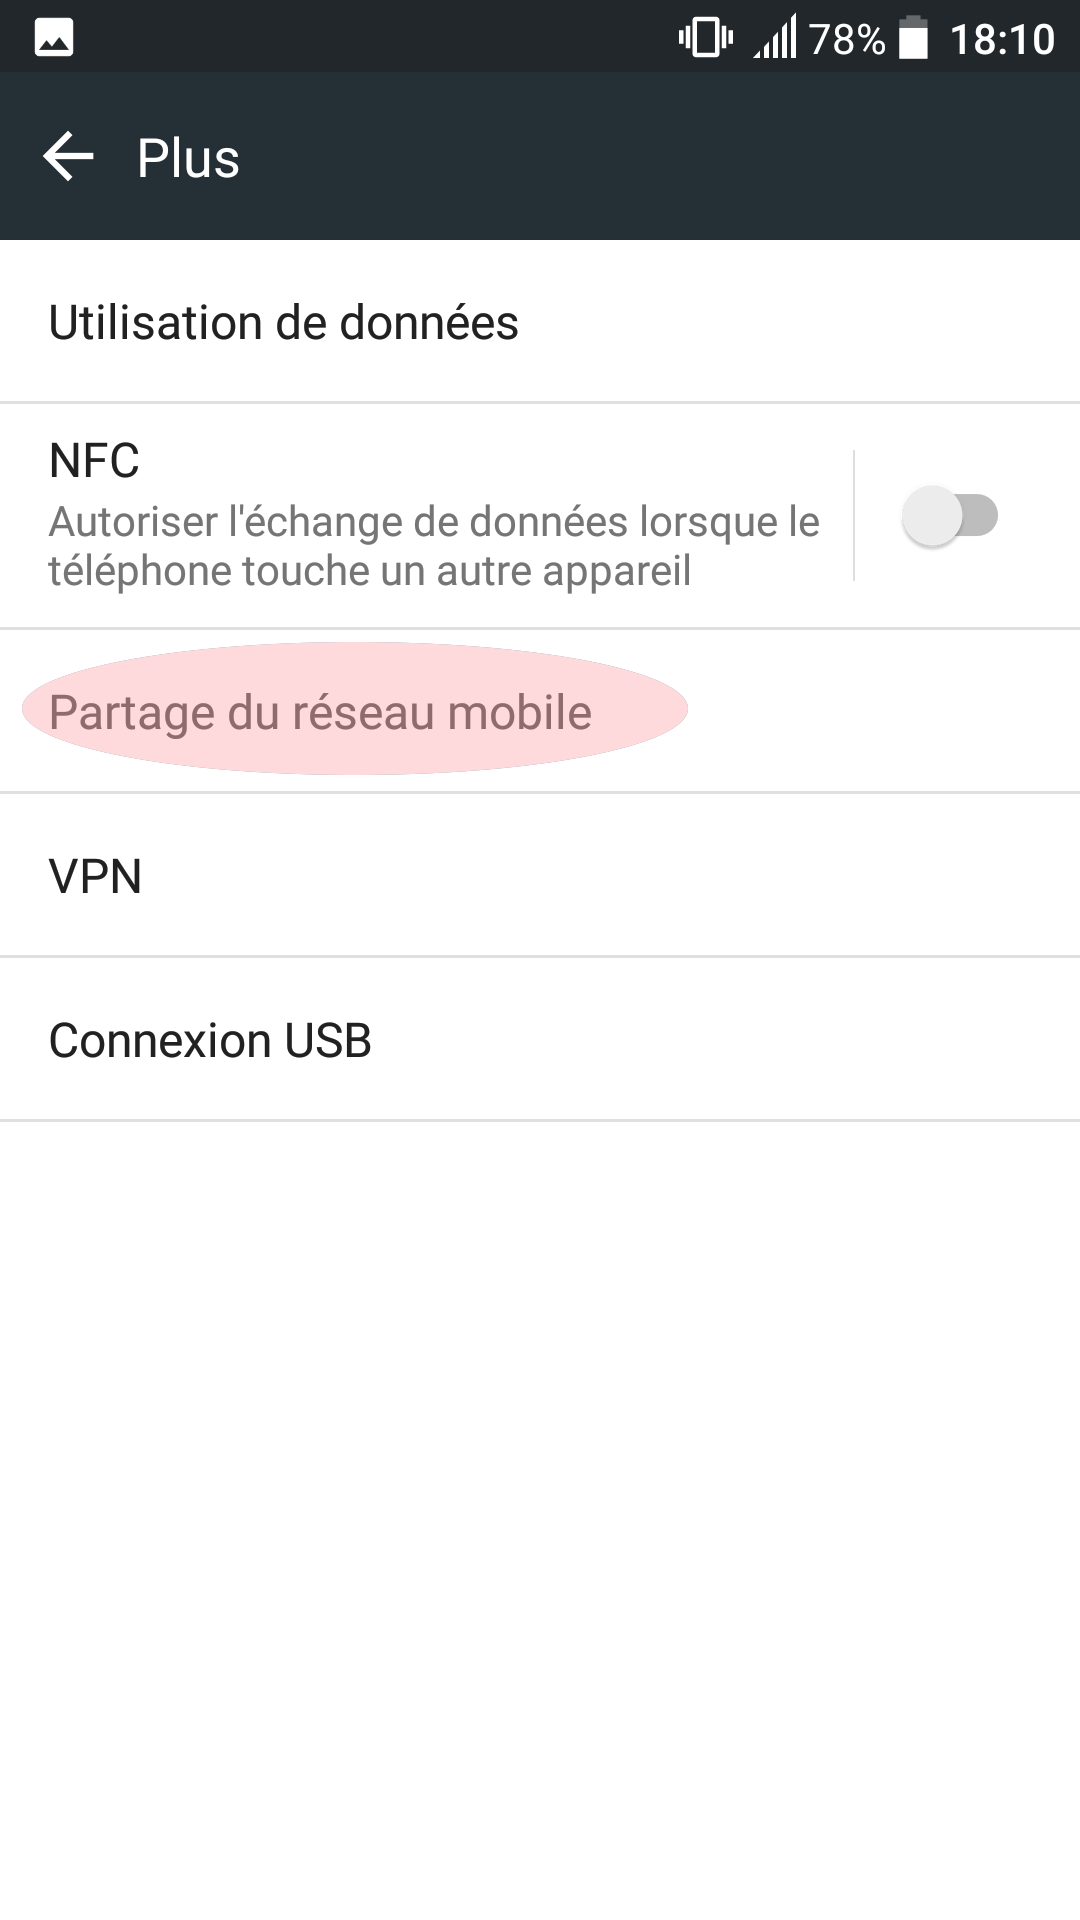 78% 18:10
Plus
Utilisation de données
NFC
Autoriser l'échange de données lorsque le
téléphone touche un autre appareil
Partage du réseau mobile
VPN
Connexion USB